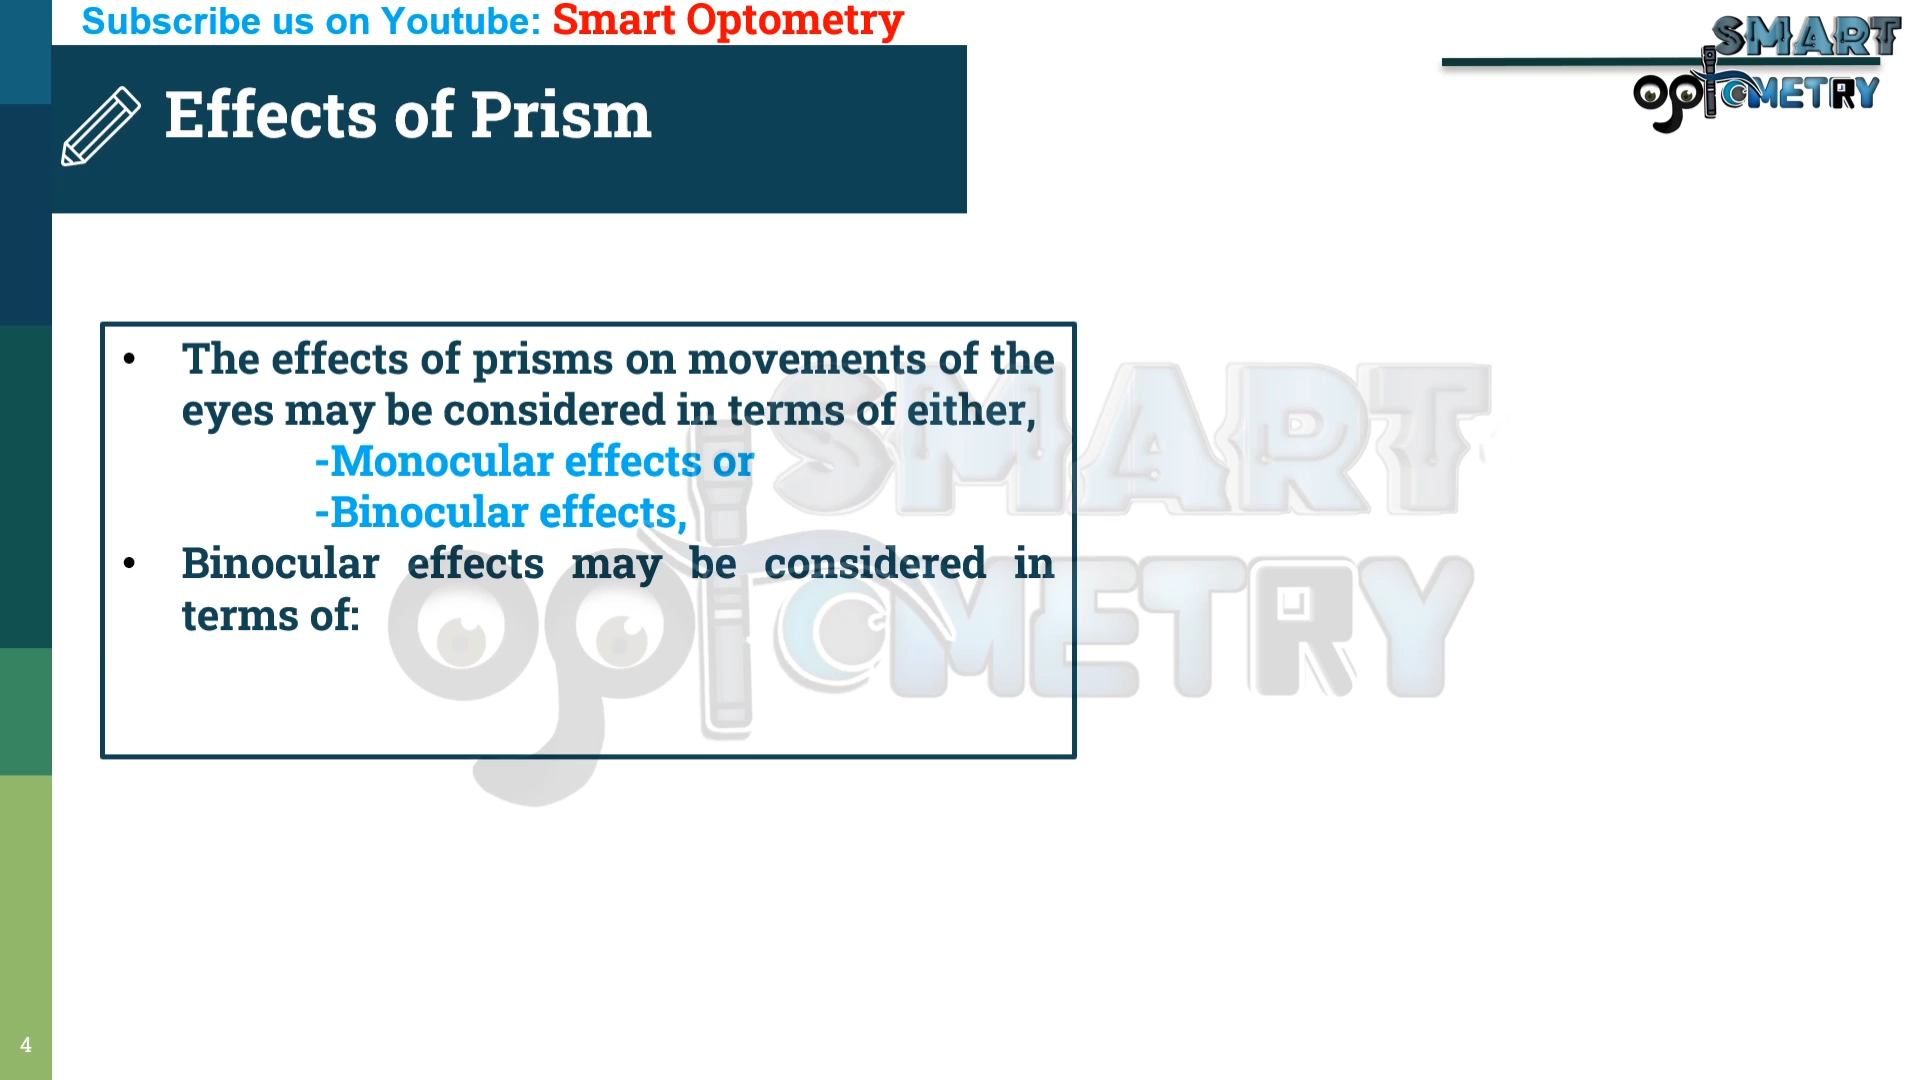 Subscribe us on Youtube: Smart Optometry
SMART
OPTOMETRY
Effects of Prism
• The effects of prisms on movements of the
eyes may be considered in terms of either,
-Monocular effects or
-Binocular effects,
• Binocular effects may be considered in
terms of:
SMART
OPTOMETRY
4